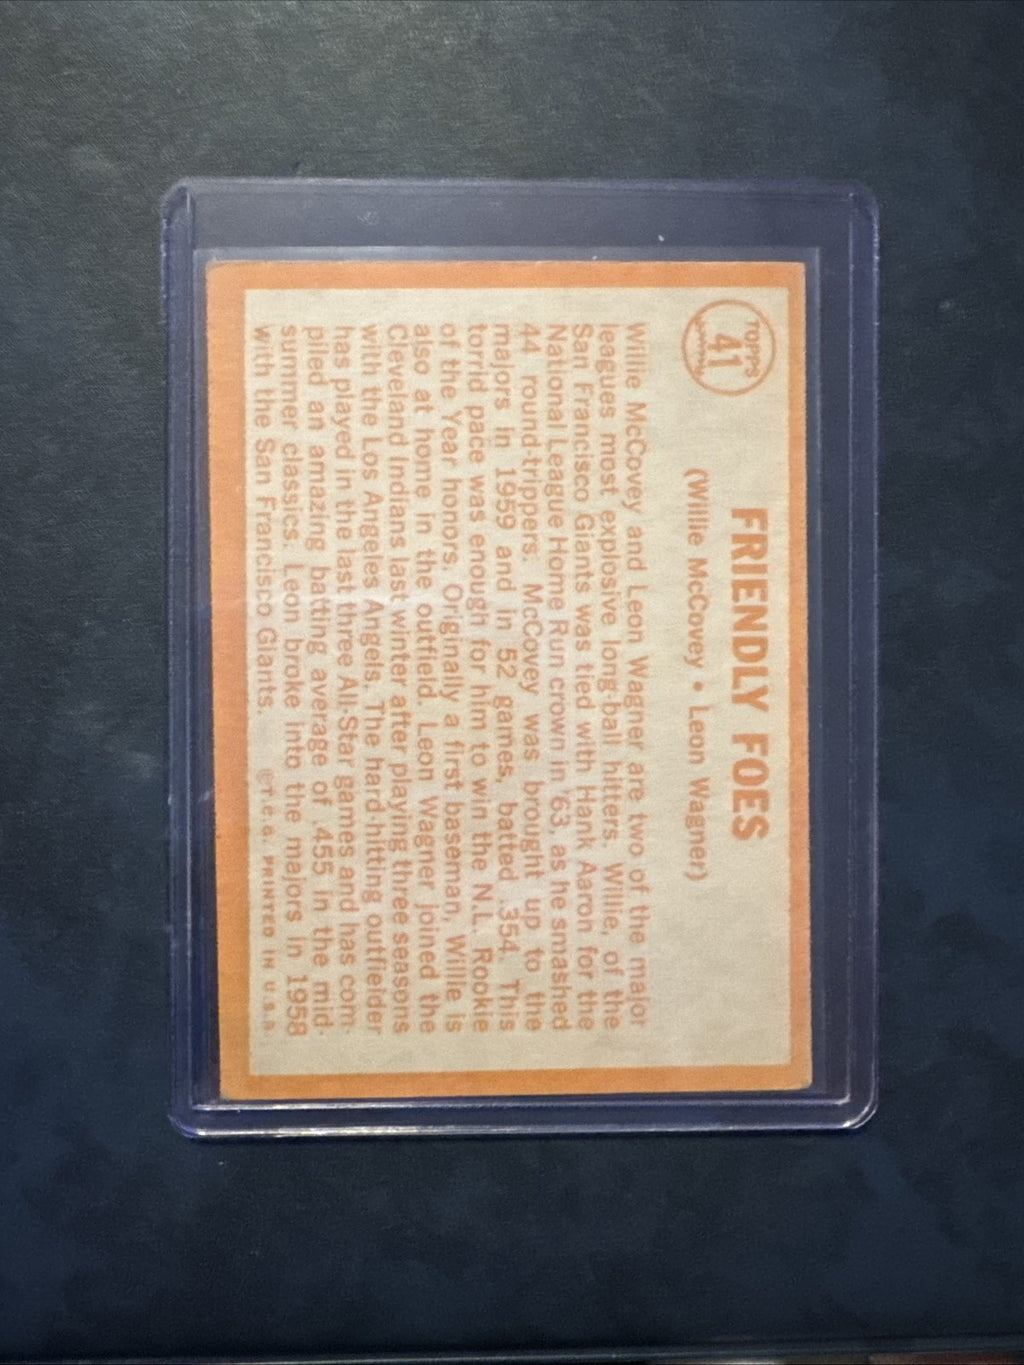 TOPPS
41
FRIENDLY FOES
(Willie McCovey • Leon Wagner)
Willie McCovey and Leon Wagner are two of the major
leagues most explosive long-ball hitters. Willie, of the
San Francisco Giants was tied with Hank Aaron for the
National League Home Run crown in '63, as he smashed
44 round-trippers. McCovey was brought up to the
majors in 1959 and in 52 games, batted .354. This
torrid pace was enough for him to win the N.L. Rookie
of the Year honors. Originally a first baseman, Willie is
also at home in the outfield. Leon Wagner joined the
Cleveland Indians last winter after playing three seasons
with the Los Angeles Angels. The hard-hitting outfielder
has played in the last three All-Star games and has com-
piled an amazing batting average of .455 in the mid-
summer classics. Leon broke into the majors in 1958
with the San Francisco Giants. ©T.C.G. PRINTED IN U.S.A.